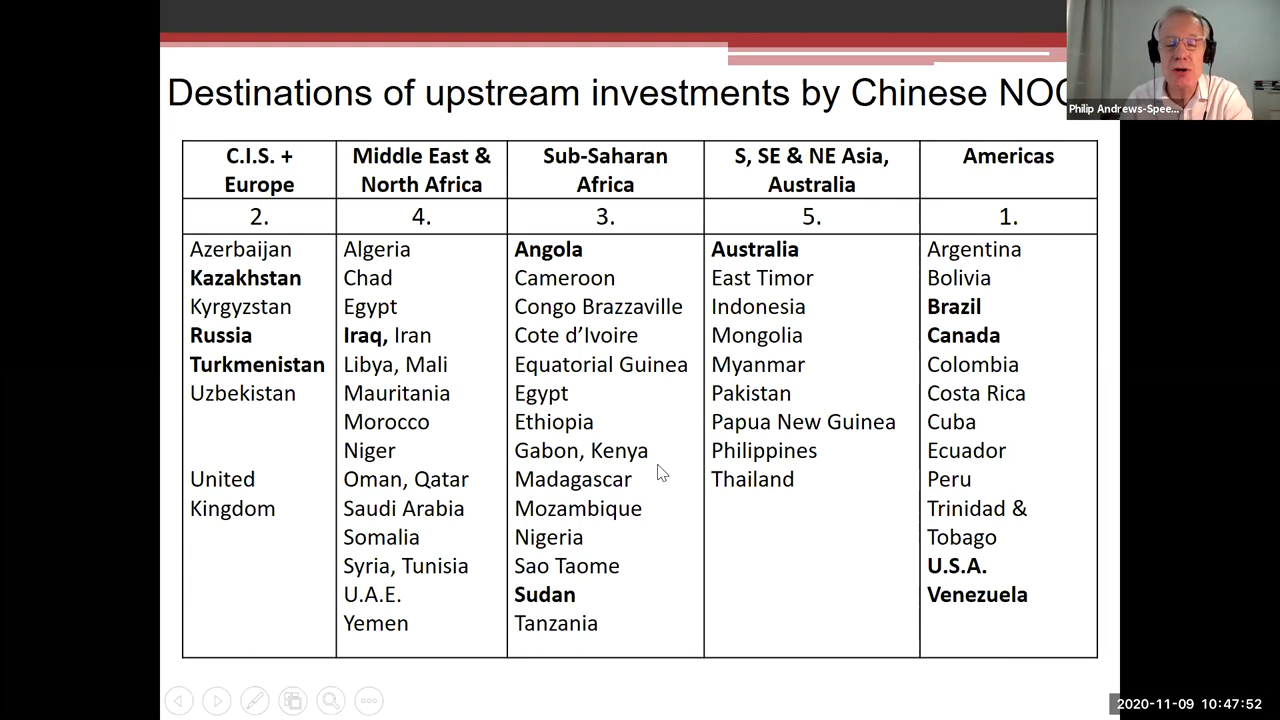 Destinations of upstream investments by Chinese NOC
Philip Andrews-Spee...
C.I.S. +
Europe
Middle East &
North Africa
Sub-Saharan
Africa
S, SE & NE Asia,
Australia
Americas
2.
4.
3.
5.
1.
Azerbaijan
Kazakhstan
Kyrgyzstan
Russia
Turkmenistan
Uzbekistan
United
Kingdom
Algeria
Chad
Egypt
Iraq, Iran
Libya, Mali
Mauritania
Morocco
Niger
Oman, Qatar
Saudi Arabia
Somalia
Syria, Tunisia
U.A.E.
Yemen
Angola
Cameroon
Congo Brazzaville
Cote d’Ivoire
Equatorial Guinea
Egypt
Ethiopia
Gabon, Kenya
Madagascar
Mozambique
Nigeria
Sao Taome
Sudan
Tanzania
Australia
East Timor
Indonesia
Mongolia
Myanmar
Pakistan
Papua New Guinea
Philippines
Thailand
Argentina
Bolivia
Brazil
Canada
Colombia
Costa Rica
Cuba
Ecuador
Peru
Trinidad &
Tobago
U.S.A.
Venezuela
2020-11-09 10:47:52